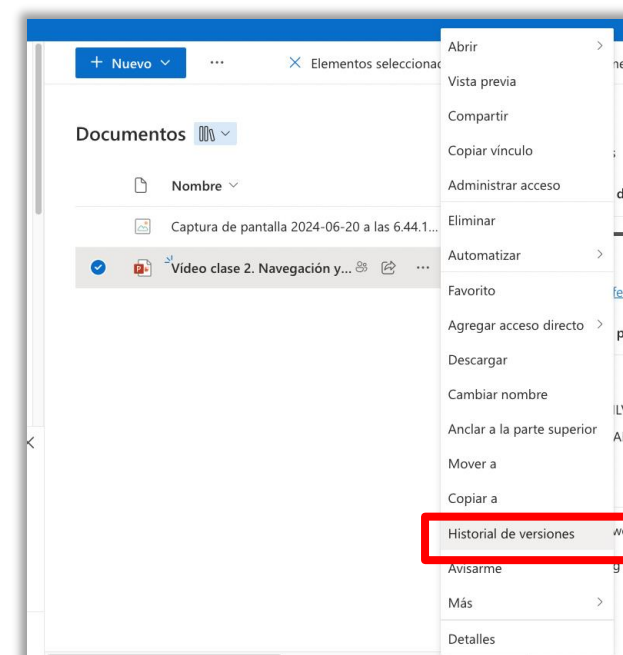 + Nuevo
...
Elementos seleccionad
Documentos
Nombre
Captura de pantalla 2024-06-20 a las 6.44.1...
Vídeo clase 2. Navegación y... ...
Abrir
Vista previa
Compartir
Copiar vínculo
Administrar acceso
Eliminar
Automatizar
Favorito
Agregar acceso directo
Descargar
Cambiar nombre
Anclar a la parte superior
Mover a
Copiar a
Historial de versiones
Avisarme
Más
Detalles